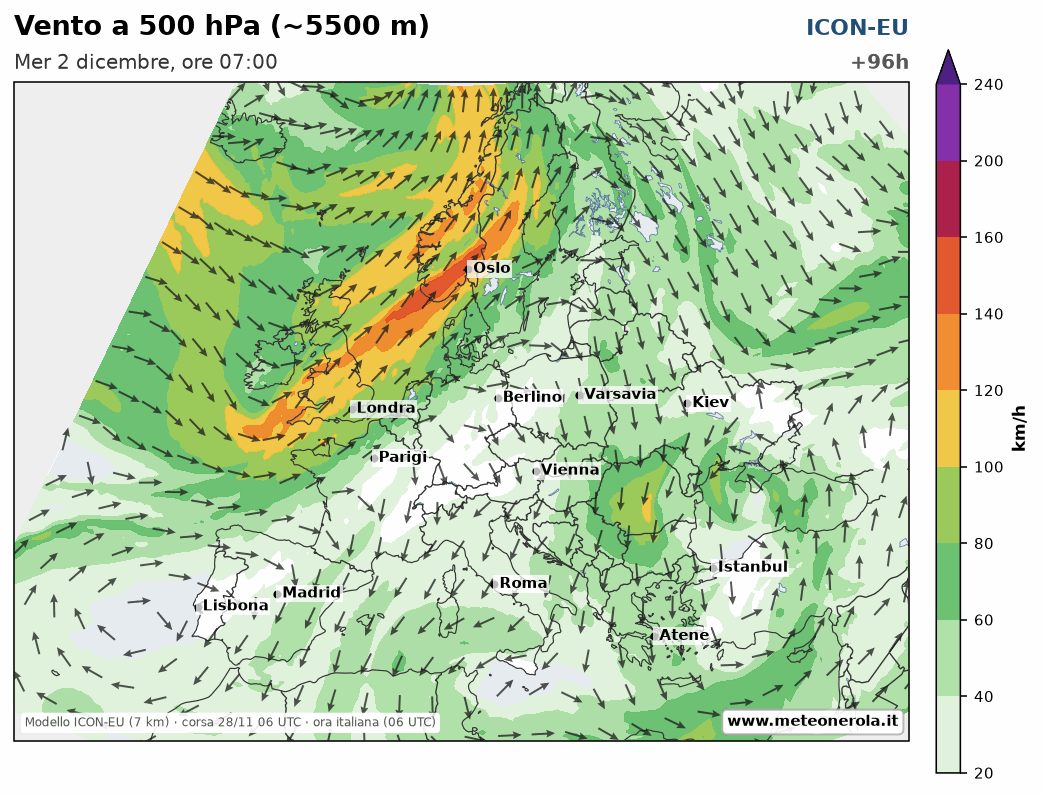 Vento a 500 hPa (~5500 m)
ICON-EU
Mer 2 dicembre, ore 07:00
+96h
240
200
160
140
120
100
80
60
40
20
km/h
Oslo
Berlino
Varsavia
Kiev
Londra
Parigi
Vienna
Istanbul
Roma
Madrid
Lisbona
Atene
Modello ICON-EU (7 km) · corsa 28/11 06 UTC · ora italiana (06 UTC)
www.meteonerola.it